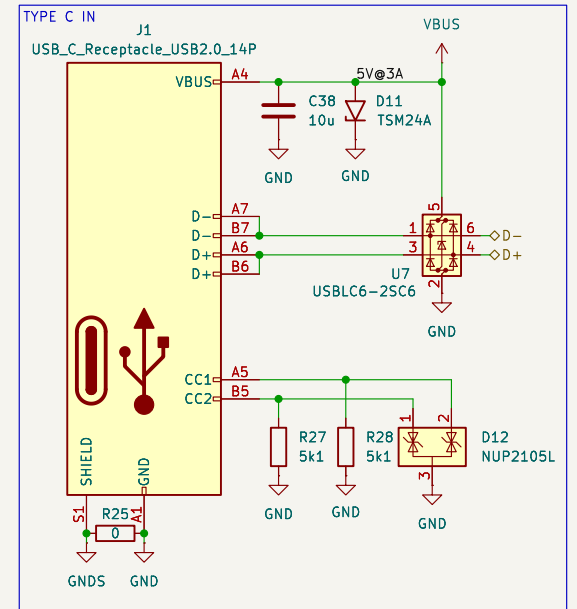 TYPE C IN
J1
USB_C_Receptacle_USB2.0_14P
VBUS
VBUS
A4
5V@3A
C38
10u
D11
TSM24A
GND
GND
D-
A7
D-
B7
D+
A6
D+
B6
5
1
6
D-
3
4
D+
2
U7
USBLC6-2SC6
GND
CC1
A5
CC2
B5
R27
5k1
R28
5k1
1
2
D12
NUP2105L
3
GND
GND
GND
SHIELD
GND
S1
R25
0
A1
GNDS
GND